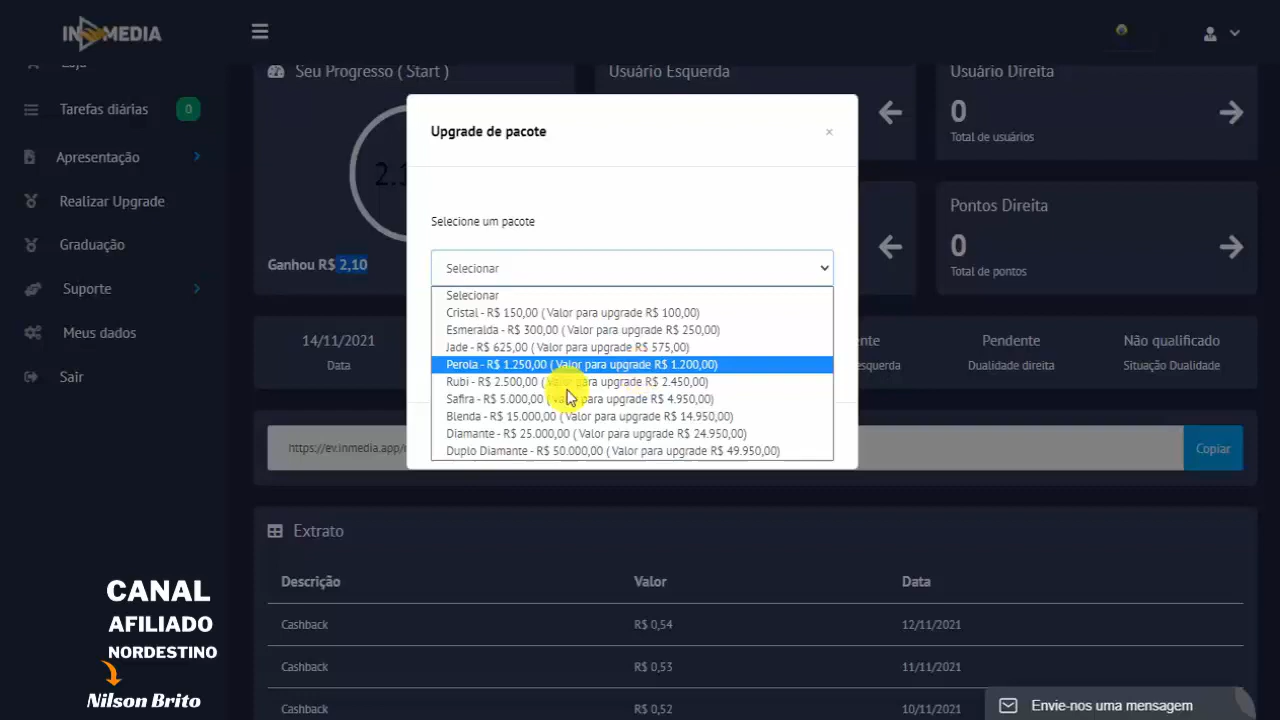 INMEDIA
Tarefas diárias
0
Apresentação
Realizar Upgrade
Graduação
Suporte
Meus dados
Sair
Seu Progresso ( Start )
Usuário Esquerda
Usuário Direita
0
Total de usuários
Ganhou R$ 2,10
Pontos Direita
0
Total de pontos
Upgrade de pacote
×
Selecione um pacote
Selecionar
Selecionar
Cristal - R$ 150,00 ( Valor para upgrade R$ 100,00)
Esmeralda - R$ 300,00 ( Valor para upgrade R$ 250,00)
Jade - R$ 625,00 ( Valor para upgrade R$ 575,00)
Perola - R$ 1.250,00 ( Valor para upgrade R$ 1.200,00)
Rubi - R$ 2.500,00 ( Valor para upgrade R$ 2.450,00)
Safira - R$ 5.000,00 ( Valor para upgrade R$ 4.950,00)
Blenda - R$ 15.000,00 ( Valor para upgrade R$ 14.950,00)
Diamante - R$ 25.000,00 ( Valor para upgrade R$ 24.950,00)
Duplo Diamante - R$ 50.000,00 ( Valor para upgrade R$ 49.950,00)
14/11/2021
Data
Pendente
Dualidade direita
Não qualificado
Situação Dualidade
https://ev.inmedia.app/
Copiar
Extrato
Descrição Valor Data
Cashback R$ 0,54 12/11/2021
Cashback R$ 0,53 11/11/2021
Cashback R$ 0,52 10/11/2021
CANAL
AFILIADO
NORDESTINO
Nilson Brito
Envie-nos uma mensagem